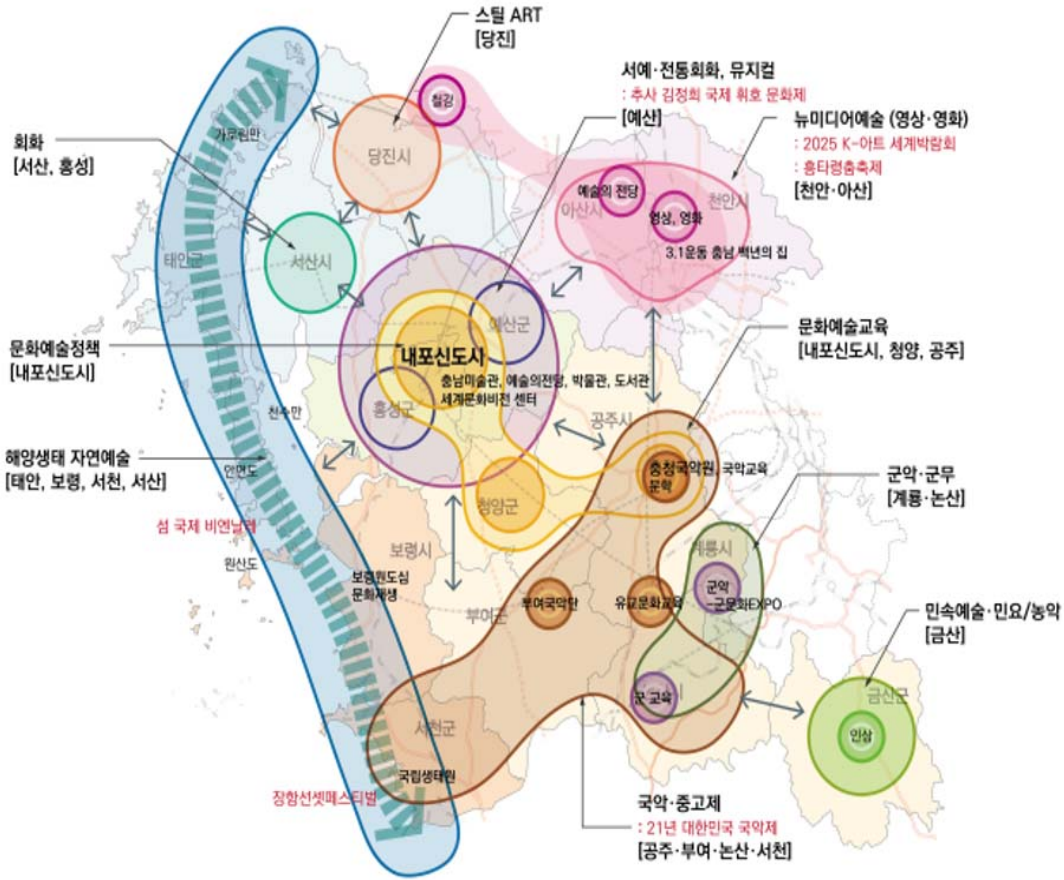 스틸 ART
[당진]
서예·전통회화, 뮤지컬
: 추사 김정희 국제 휘호 문화제
[예산]
뉴미디어예술 (영상·영화)
: 2025 K-아트 세계박람회
: 흥타령춤축제
[천안·아산]
회화
[서산, 홍성]
철강
가로림만
당진시
예술의 전당
아산시
천안시
영상, 영화
3.1운동 충남 백년의 집
태안군
서산시
예산군
문화예술정책
[내포신도시]
내포신도시
충남미술관, 예술의전당, 박물관, 도서관
세계문화비전 센터
홍성군
문화예술교육
[내포신도시, 청양, 공주]
천수만
공주시
해양생태 자연예술
[태안, 보령, 서천, 서산]
안면도
충청국악원, 국악교육
문학
군악·군무
[계룡·논산]
청양군
섬 국제 비엔날레
원산도
보령시
보령원도심
문화재생
계룡시
군악
군문화EXPO
부여군
부여국악단
유교문화교육
민속예술·민요/농악
[금산]
군 교육
금산군
인삼
서천군
국립생태원
장항선셋페스티벌
국악·중고제
: 21년 대한민국 국악제
[공주·부여·논산·서천]